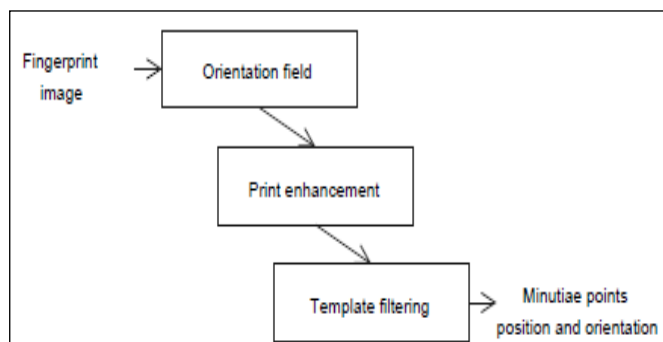 Fingerprint
image
Orientation field
Print enhancement
Template filtering
Minutiae points
position and orientation